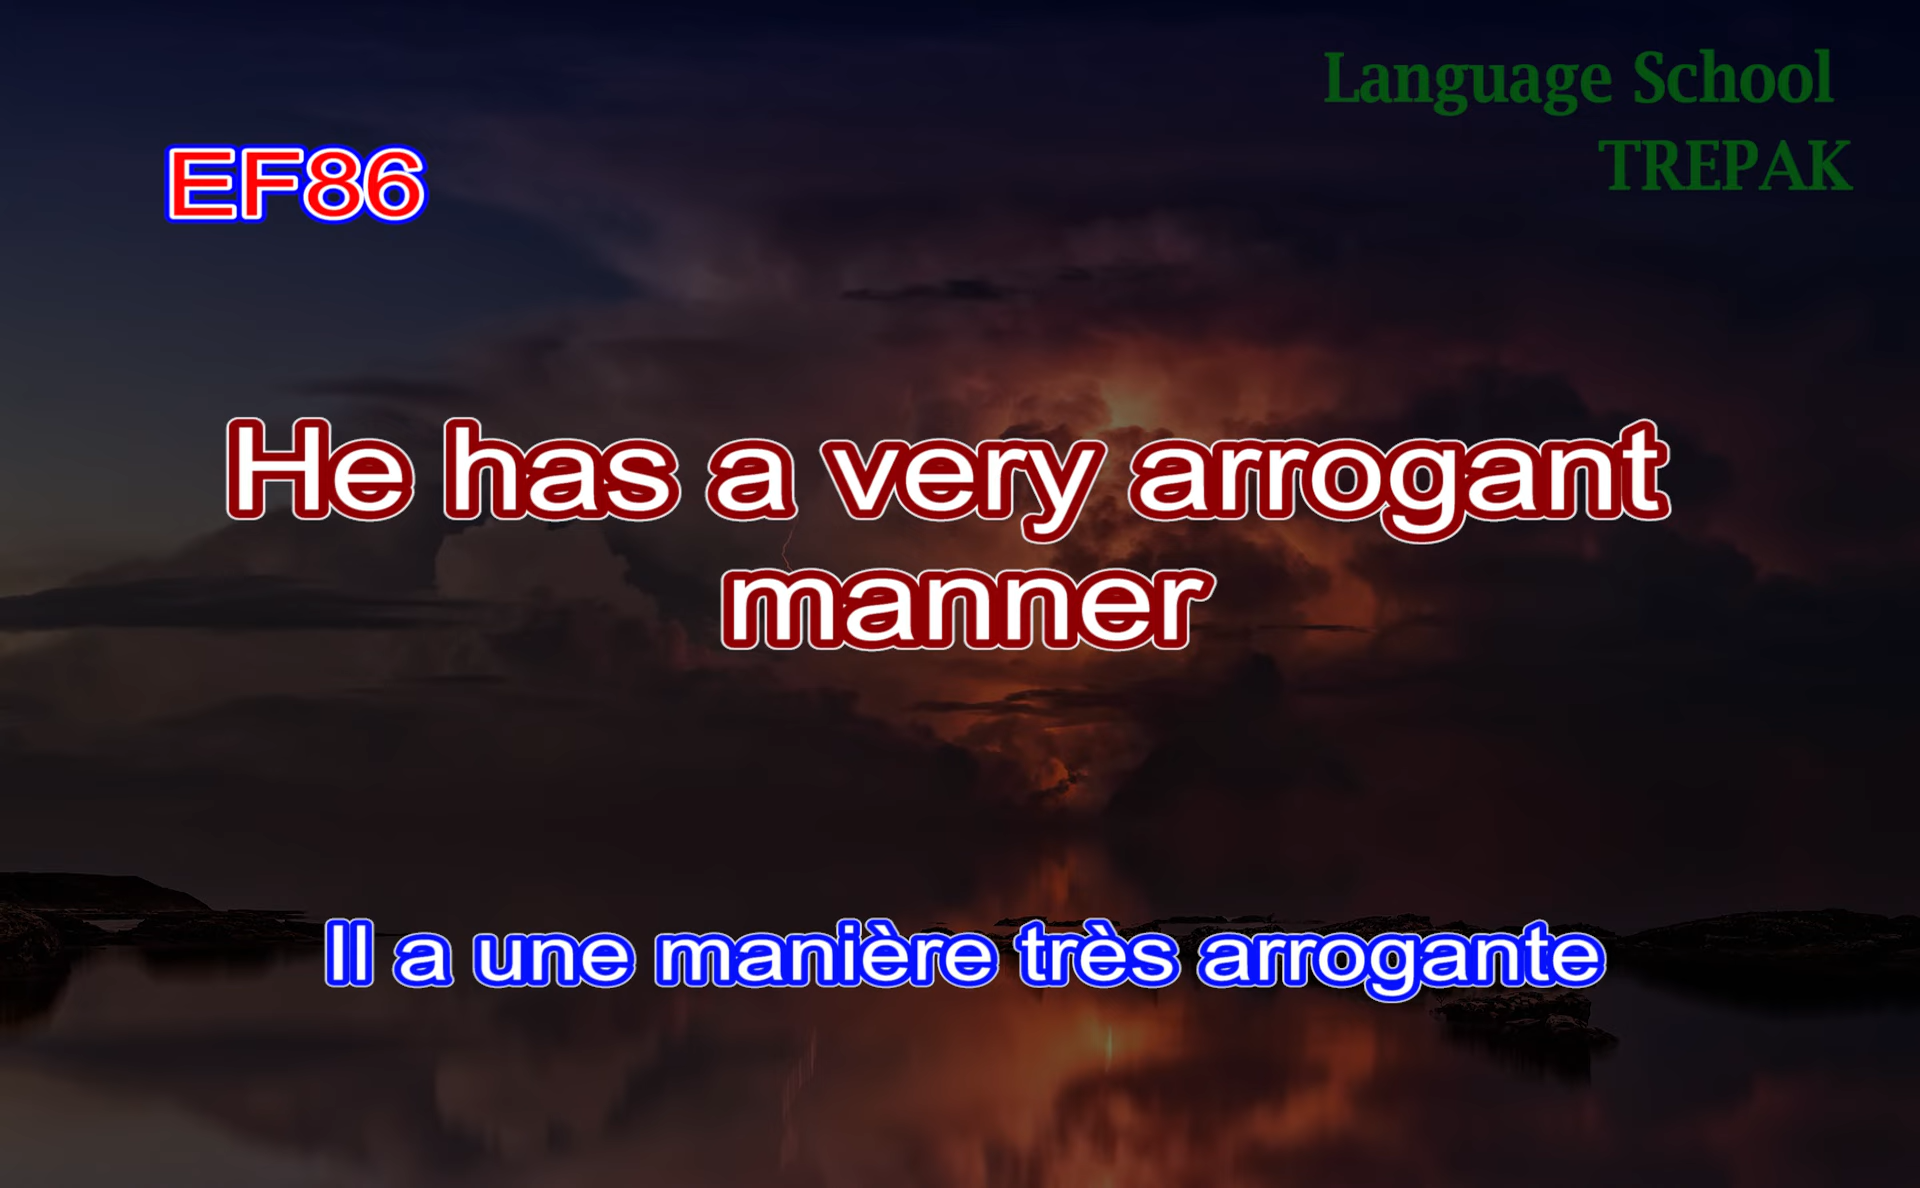 Language School
TREPAK
EF86
He has a very arrogant
manner
Il a une manière très arrogante